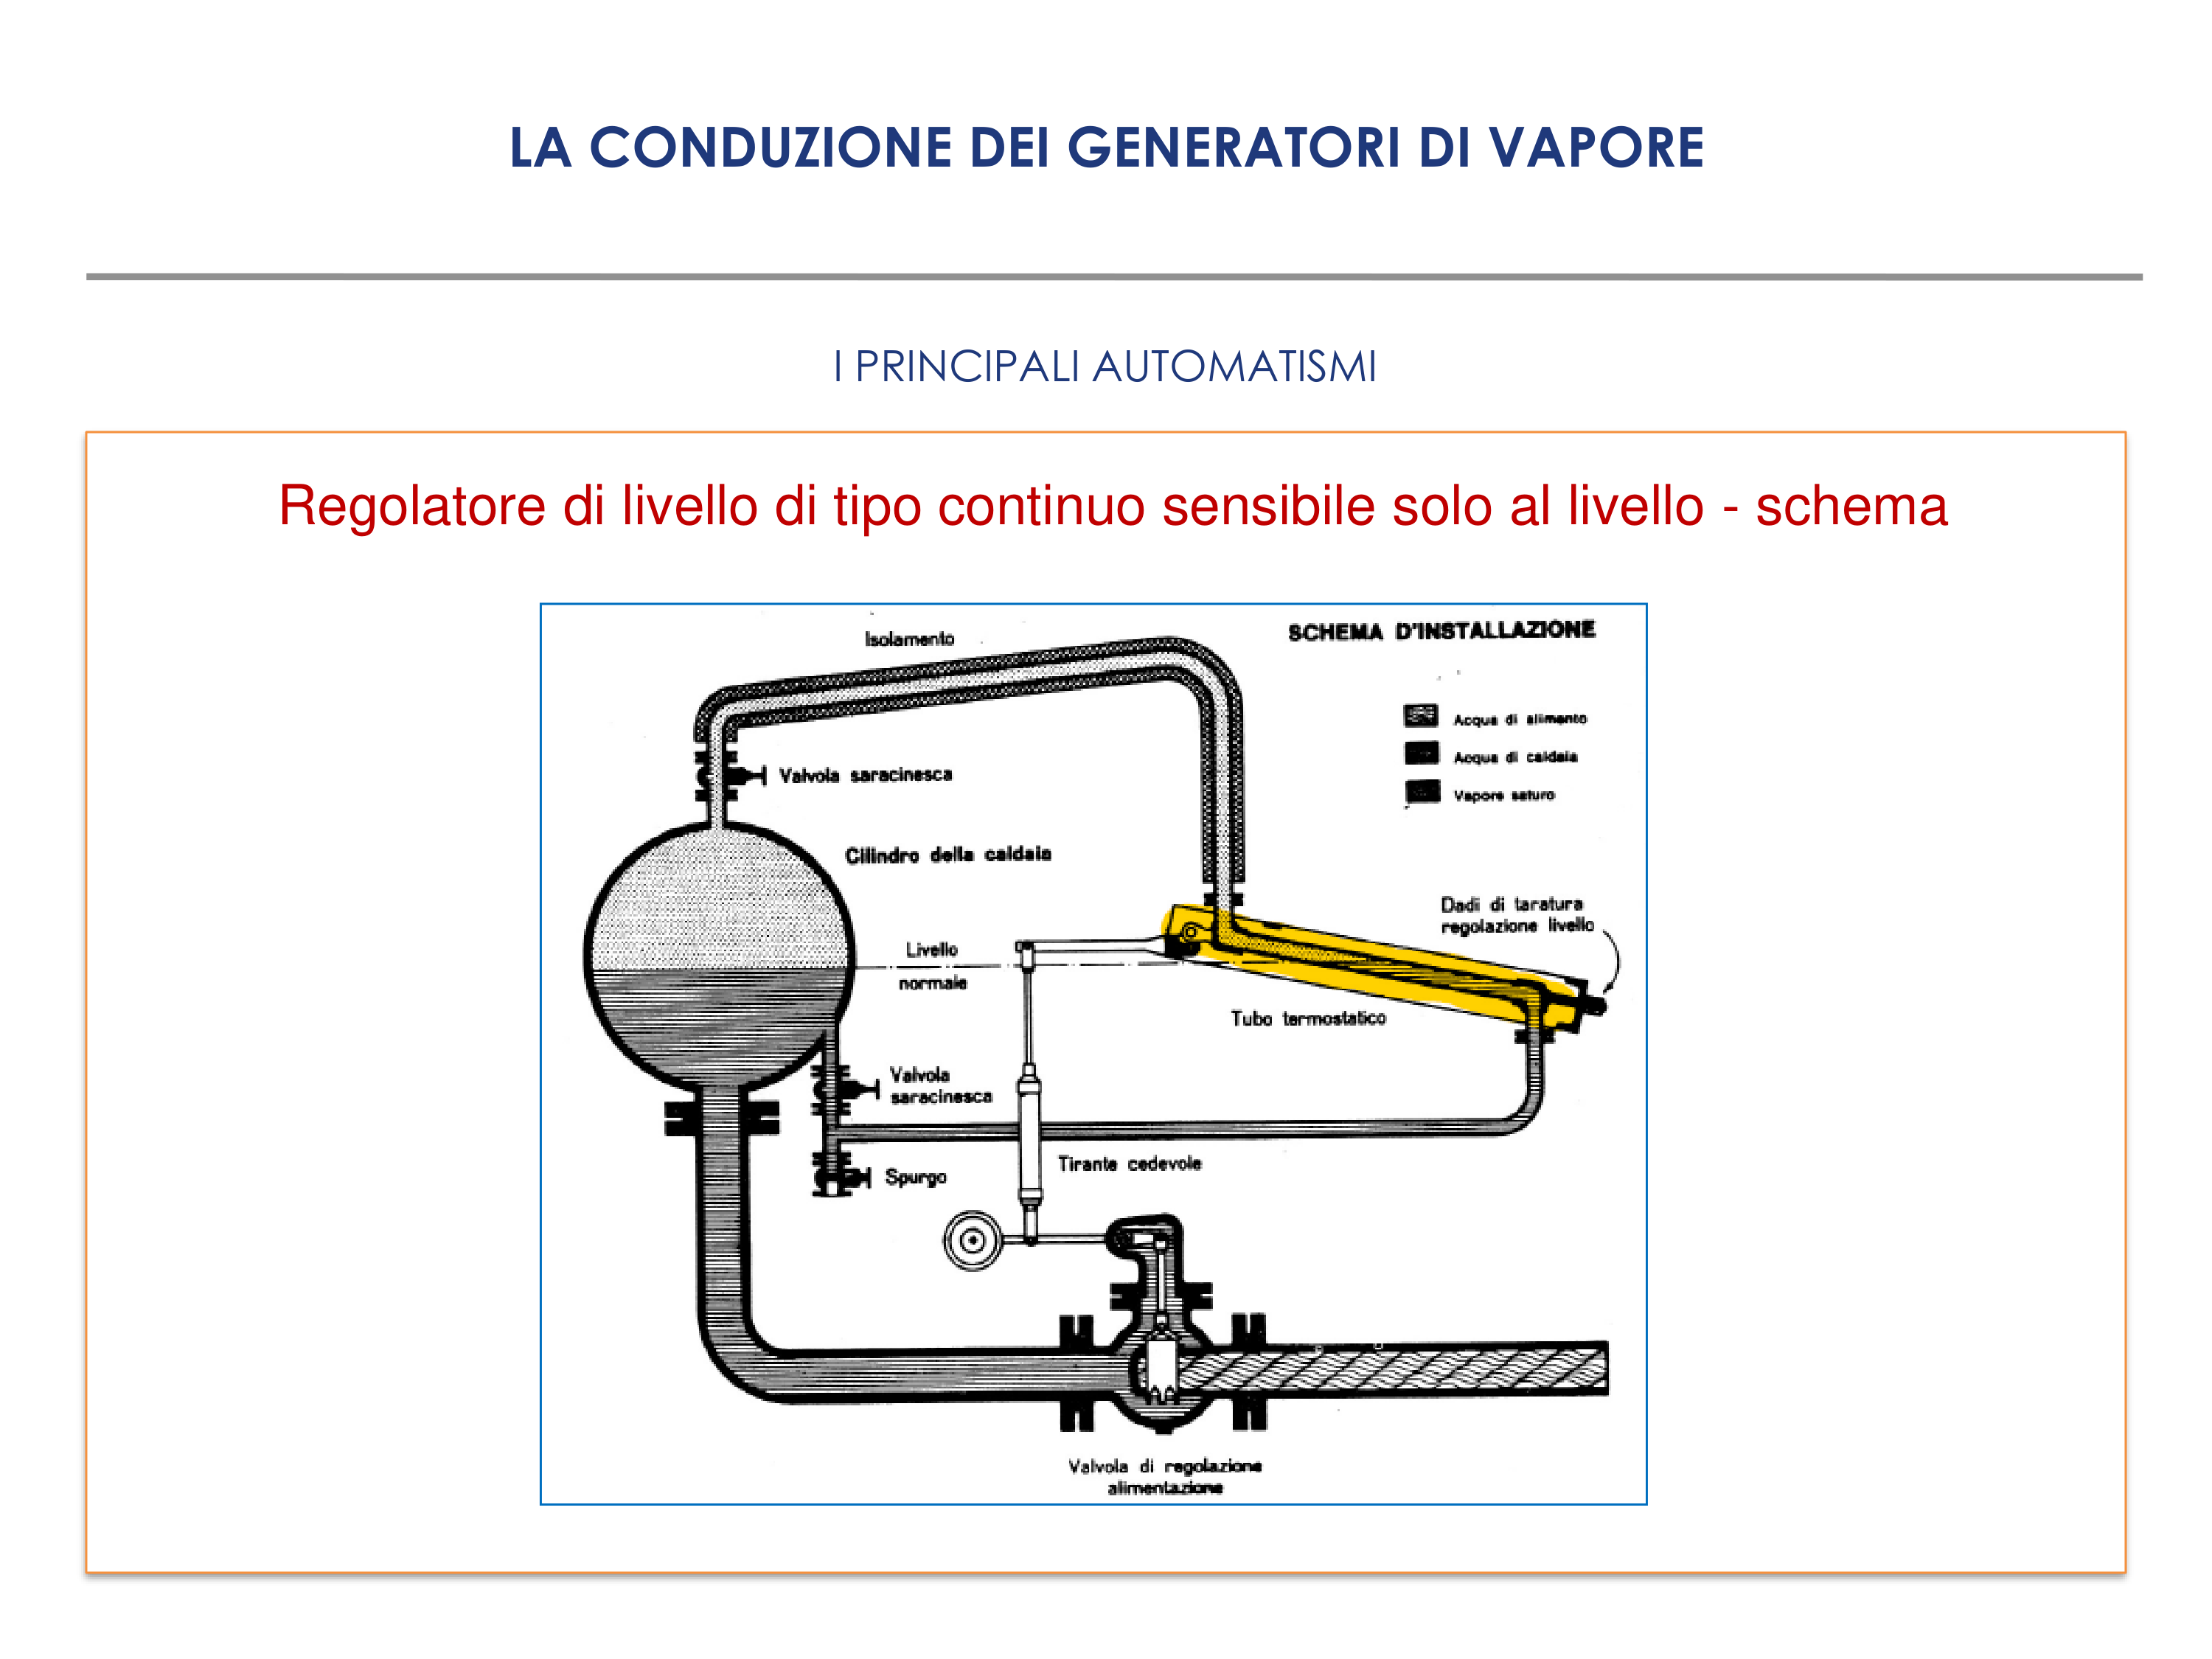 LA CONDUZIONE DEI GENERATORI DI VAPORE
I PRINCIPALI AUTOMATISMI
Regolatore di livello di tipo continuo sensibile solo al livello - schema
SCHEMA D'INSTALLAZIONE
Isolamento
Acqua di alimento
Acqua di caldaia
Vapore saturo
Valvola saracinesca
Cilindro della caldaia
Dadi di taratura
regolazione livello
Livello
normale
Tubo termostatico
Valvola
saracinesca
Tirante cedevole
Spurgo
Valvola di regolazione
alimentazione